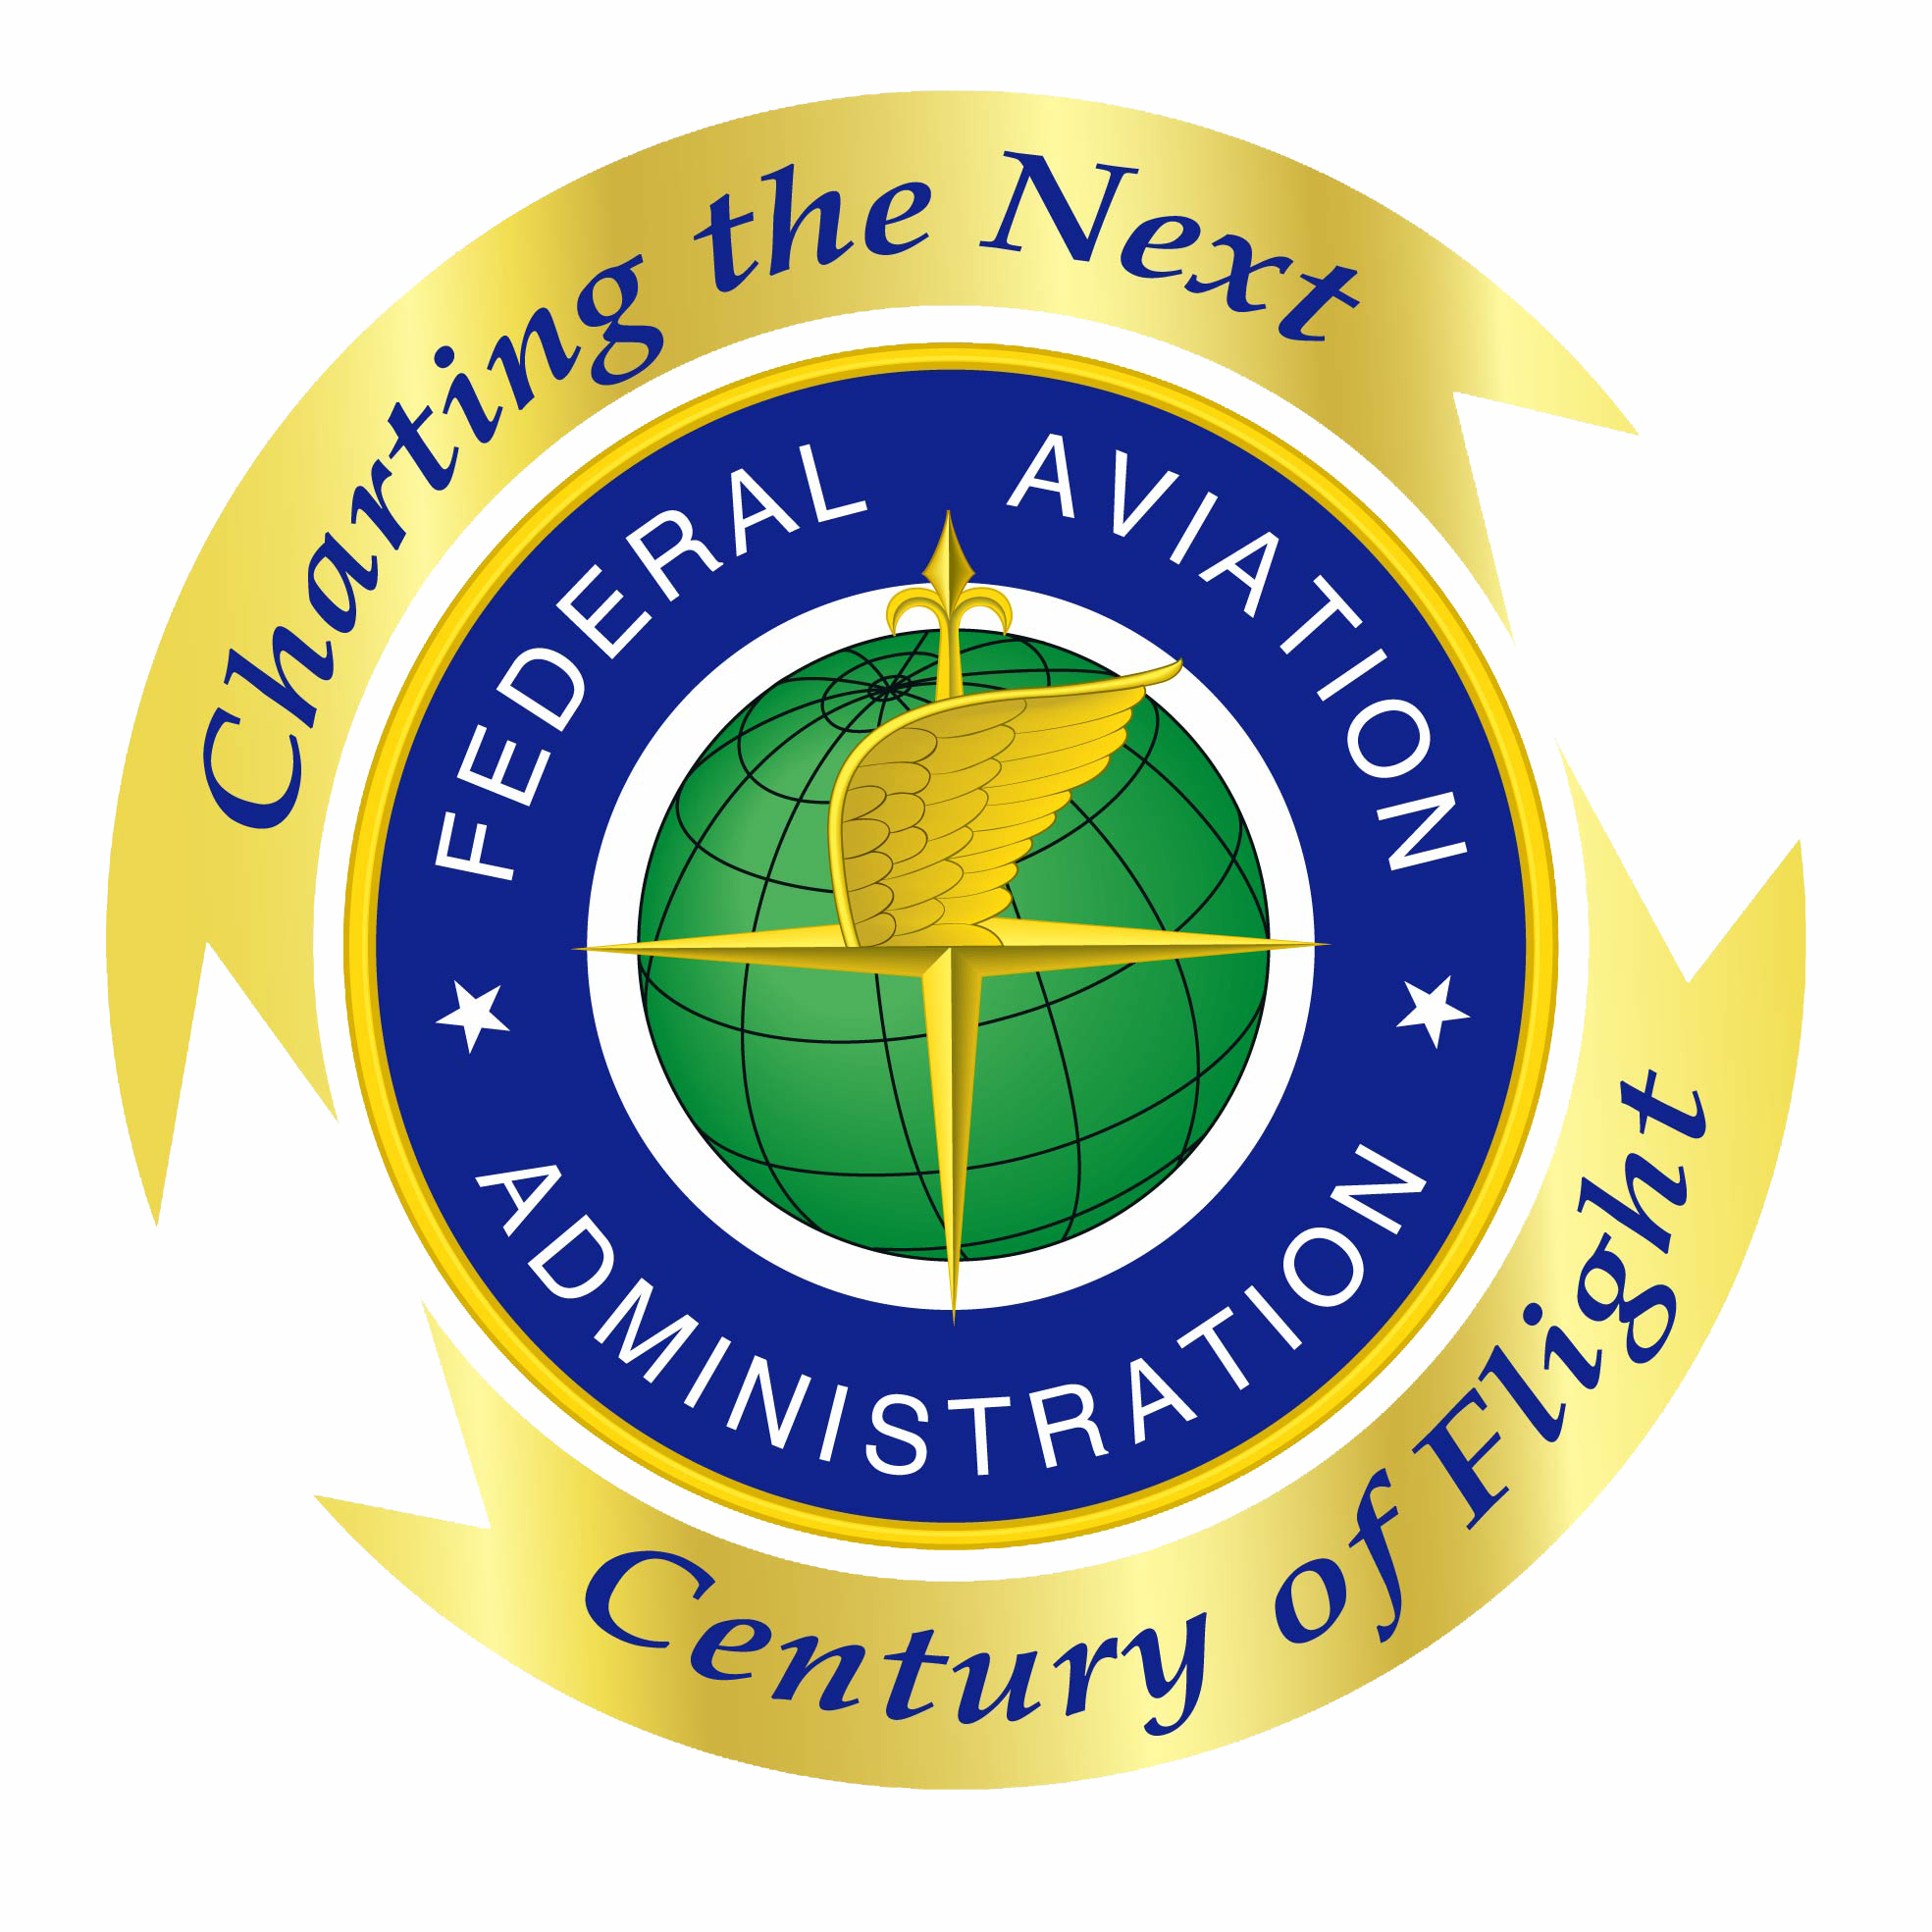 Charting the Next
FEDERAL AVIATION
ADMINISTRATION
Century of Flight